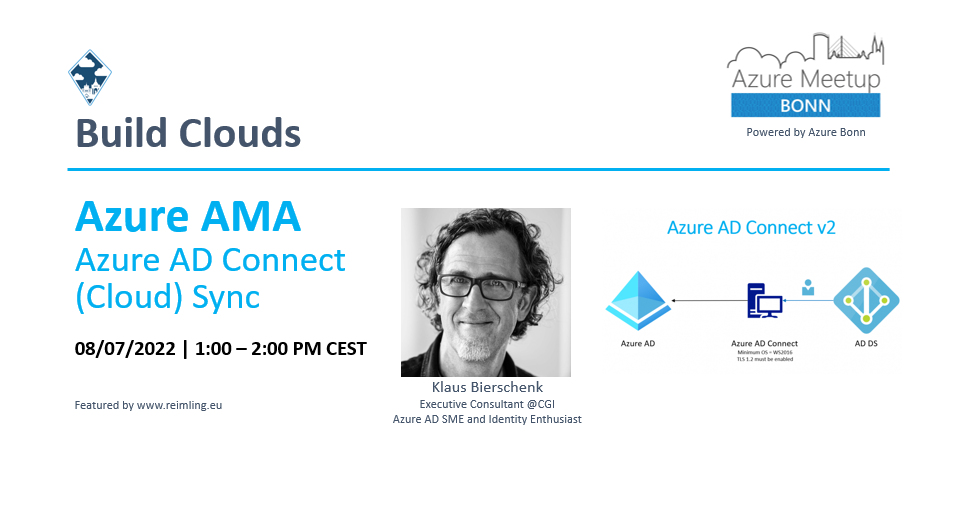 Azure Meetup
BONN
Powered by Azure Bonn
Build Clouds
Azure AMA
Azure AD Connect
(Cloud) Sync
08/07/2022 | 1:00 – 2:00 PM CEST
Featured by www.reimling.eu
Klaus Bierschenk
Executive Consultant @CGI
Azure AD SME and Identity Enthusiast
Azure AD Connect v2
Azure AD
Azure AD Connect
Minimum OS = WS2016
TLS 1.2 must be enabled
AD DS